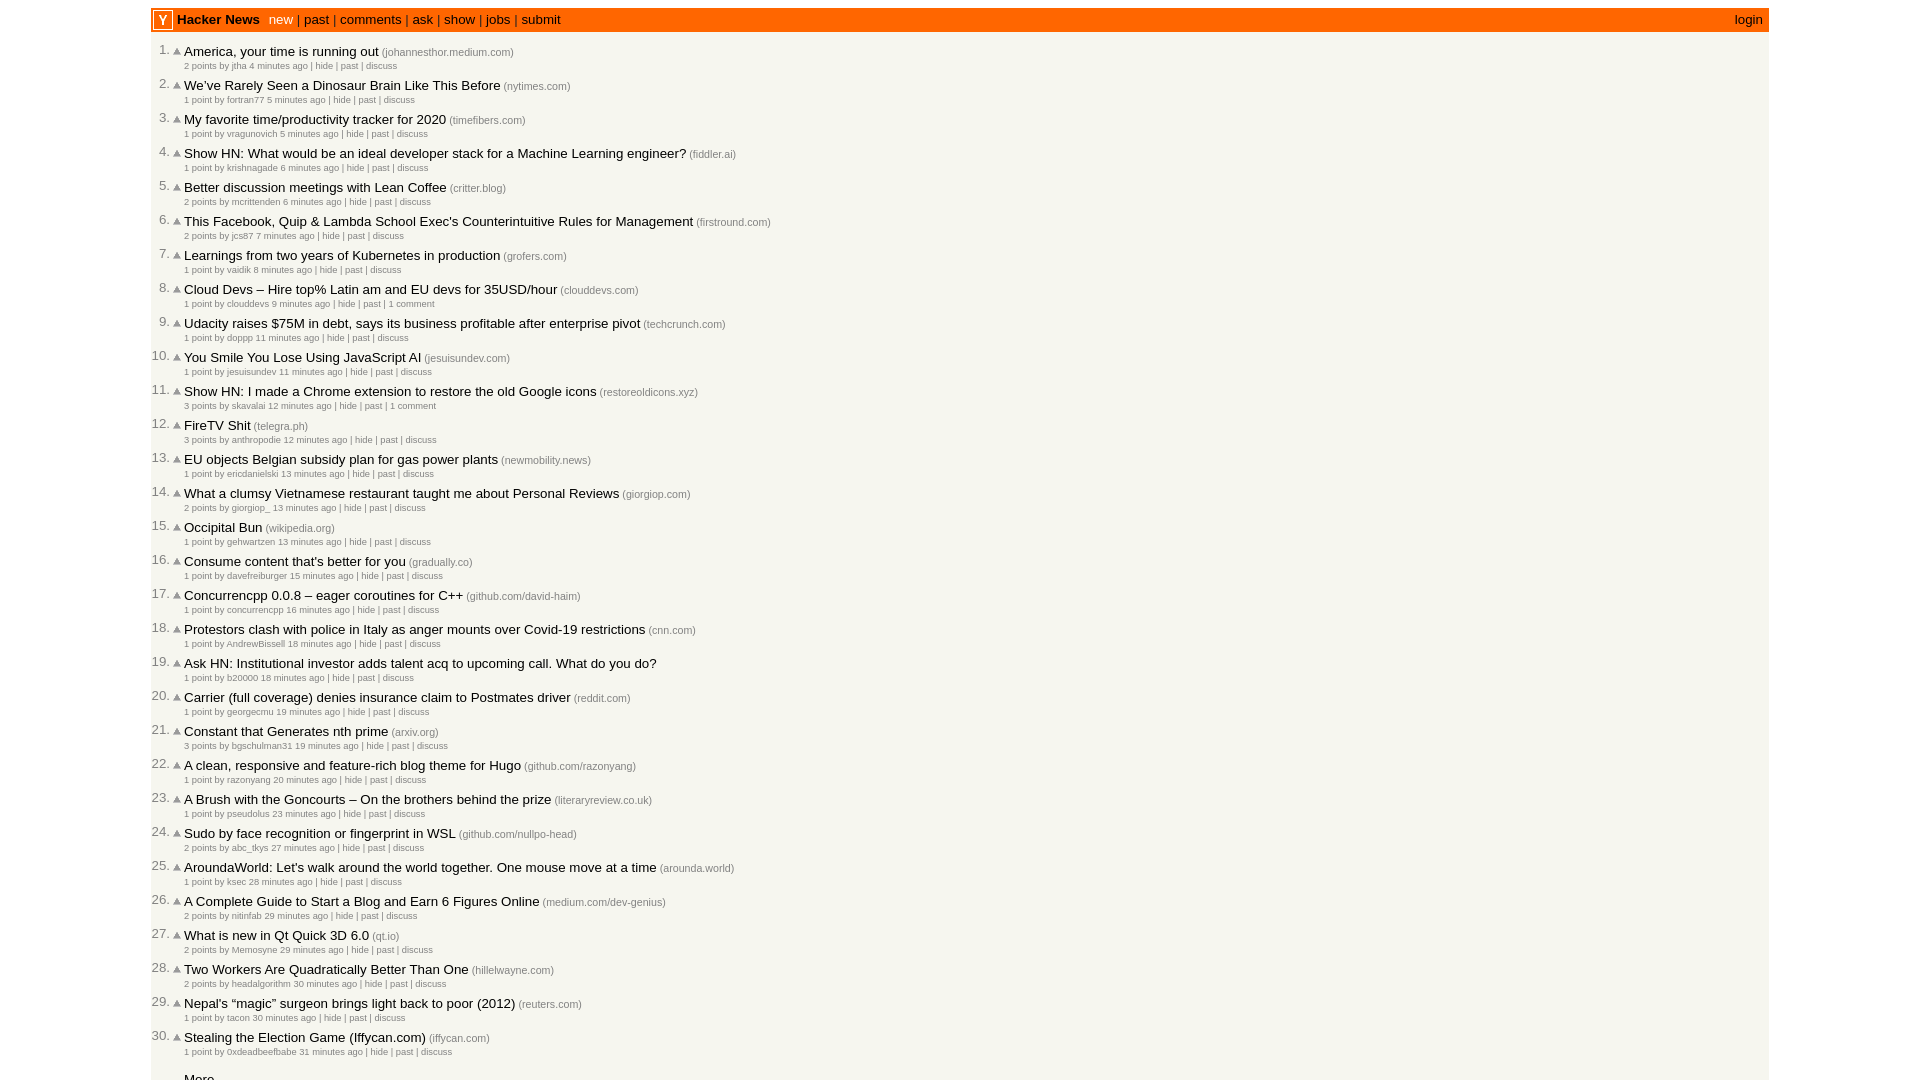 Y Hacker News new | past | comments | ask | show | jobs | submit login
1. America, your time is running out (johannesthor.medium.com)
2 points by jtha 4 minutes ago | hide | past | discuss
2. We've Rarely Seen a Dinosaur Brain Like This Before (nytimes.com)
1 point by fortran77 5 minutes ago | hide | past | discuss
3. My favorite time/productivity tracker for 2020 (timefibers.com)
1 point by vragunovich 5 minutes ago | hide | past | discuss
4. Show HN: What would be an ideal developer stack for a Machine Learning engineer? (fiddler.ai)
1 point by krishnagade 6 minutes ago | hide | past | discuss
5. Better discussion meetings with Lean Coffee (critter.blog)
2 points by mcrittenden 6 minutes ago | hide | past | discuss
6. This Facebook, Quip & Lambda School Exec's Counterintuitive Rules for Management (firstround.com)
2 points by jcs87 7 minutes ago | hide | past | discuss
7. Learnings from two years of Kubernetes in production (grofers.com)
1 point by vaidik 8 minutes ago | hide | past | discuss
8. Cloud Devs – Hire top% Latin am and EU devs for 35USD/hour (clouddevs.com)
1 point by clouddevs 9 minutes ago | hide | past | 1 comment
9. Udacity raises $75M in debt, says its business profitable after enterprise pivot (techcrunch.com)
1 point by doppp 11 minutes ago | hide | past | discuss
10. You Smile You Lose Using JavaScript AI (jesuisundev.com)
1 point by jesuisundev 11 minutes ago | hide | past | discuss
11. Show HN: I made a Chrome extension to restore the old Google icons (restoreoldicons.xyz)
3 points by skavalai 12 minutes ago | hide | past | 1 comment
12. FireTV Shit (telegra.ph)
3 points by anthropodie 12 minutes ago | hide | past | discuss
13. EU objects Belgian subsidy plan for gas power plants (newmobility.news)
1 point by ericdanielski 13 minutes ago | hide | past | discuss
14. What a clumsy Vietnamese restaurant taught me about Personal Reviews (giorgiop.com)
2 points by giorgiop_ 13 minutes ago | hide | past | discuss
15. Occipital Bun (wikipedia.org)
1 point by gehwartzen 13 minutes ago | hide | past | discuss
16. Consume content that's better for you (gradually.co)
1 point by davefreiburger 15 minutes ago | hide | past | discuss
17. Concurrencpp 0.0.8 – eager coroutines for C++ (github.com/david-haim)
1 point by concurrencpp 16 minutes ago | hide | past | discuss
18. Protestors clash with police in Italy as anger mounts over Covid-19 restrictions (cnn.com)
1 point by AndrewBissell 18 minutes ago | hide | past | discuss
19. Ask HN: Institutional investor adds talent acq to upcoming call. What do you do?
1 point by b20000 18 minutes ago | hide | past | discuss
20. Carrier (full coverage) denies insurance claim to Postmates driver (reddit.com)
1 point by georgecmu 19 minutes ago | hide | past | discuss
21. Constant that Generates nth prime (arxiv.org)
3 points by bgschulman31 19 minutes ago | hide | past | discuss
22. A clean, responsive and feature-rich blog theme for Hugo (github.com/razonyang)
1 point by razonyang 20 minutes ago | hide | past | discuss
23. A Brush with the Goncourts – On the brothers behind the prize (literaryreview.co.uk)
1 point by pseudolus 23 minutes ago | hide | past | discuss
24. Sudo by face recognition or fingerprint in WSL (github.com/nullpo-head)
2 points by abc_tkys 27 minutes ago | hide | past | discuss
25. AroundaWorld: Let's walk around the world together. One mouse move at a time (arounda.world)
1 point by ksec 28 minutes ago | hide | past | discuss
26. A Complete Guide to Start a Blog and Earn 6 Figures Online (medium.com/dev-genius)
2 points by nitinfab 29 minutes ago | hide | past | discuss
27. What is new in Qt Quick 3D 6.0 (qt.io)
2 points by Memosyne 29 minutes ago | hide | past | discuss
28. Two Workers Are Quadratically Better Than One (hillelwayne.com)
2 points by headalgorithm 30 minutes ago | hide | past | discuss
29. Nepal's “magic” surgeon brings light back to poor (2012) (reuters.com)
1 point by tacon 30 minutes ago | hide | past | discuss
30. Stealing the Election Game (Iffycan.com) (iffycan.com)
1 point by 0xdeadbeefbabe 31 minutes ago | hide | past | discuss
More